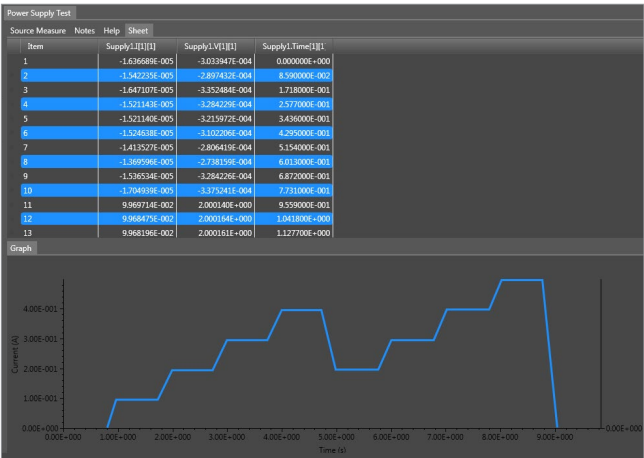 Power Supply Test
Source Measure Notes Help Sheet
Item Supply1.I[1][1] Supply1.V[1][1] Supply1.Time[1][1]
1 -1.636689E-005 -3.033947E-004 0.000000E+000
2 -1.542235E-005 -2.897432E-004 8.590000E-002
3 -1.647107E-005 -3.352484E-004 1.718000E-001
4 -1.521143E-005 -3.284229E-004 2.577000E-001
5 -1.521140E-005 -3.215972E-004 3.436000E-001
6 -1.524638E-005 -3.102206E-004 4.295000E-001
7 -1.413527E-005 -2.806419E-004 5.154000E-001
8 -1.369596E-005 -2.738159E-004 6.013000E-001
9 -1.536534E-005 -3.284226E-004 6.872000E-001
10 -1.704939E-005 -3.375241E-004 7.731000E-001
11 9.969714E-002 2.000140E+000 9.559000E-001
12 9.968475E-002 2.000164E+000 1.041800E+000
13 9.968196E-002 2.000161E+000 1.127700E+000
Graph
Current (A)
4.00E-001
3.00E-001
2.00E-001
1.00E-001
0.00E+000
0.00E+000
0.00E+000 1.00E+000 2.00E+000 3.00E+000 4.00E+000 5.00E+000 6.00E+000 7.00E+000 8.00E+000 9.00E+000
Time (s)